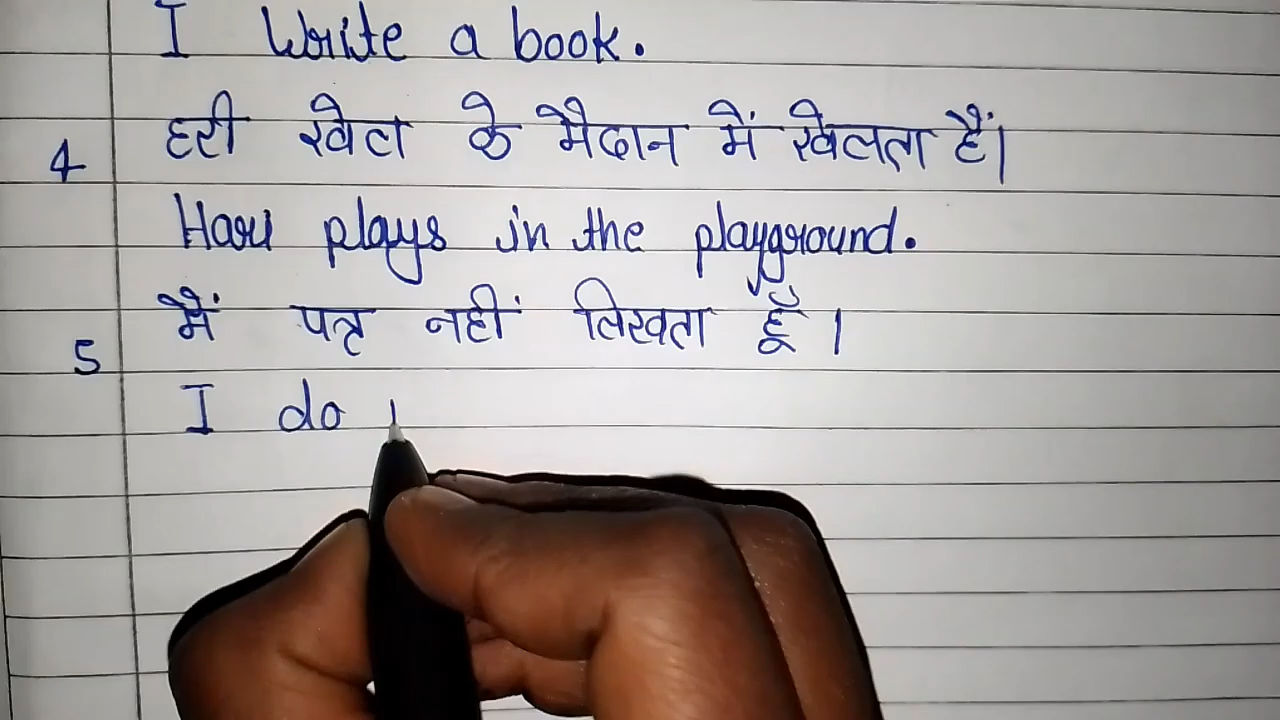 I Write a book.
4 हरी खेल के मैदान में खेलता हैं।
Hari plays in the playground.
5 मैं पत्र नहीं लिखता हूँ।
I do